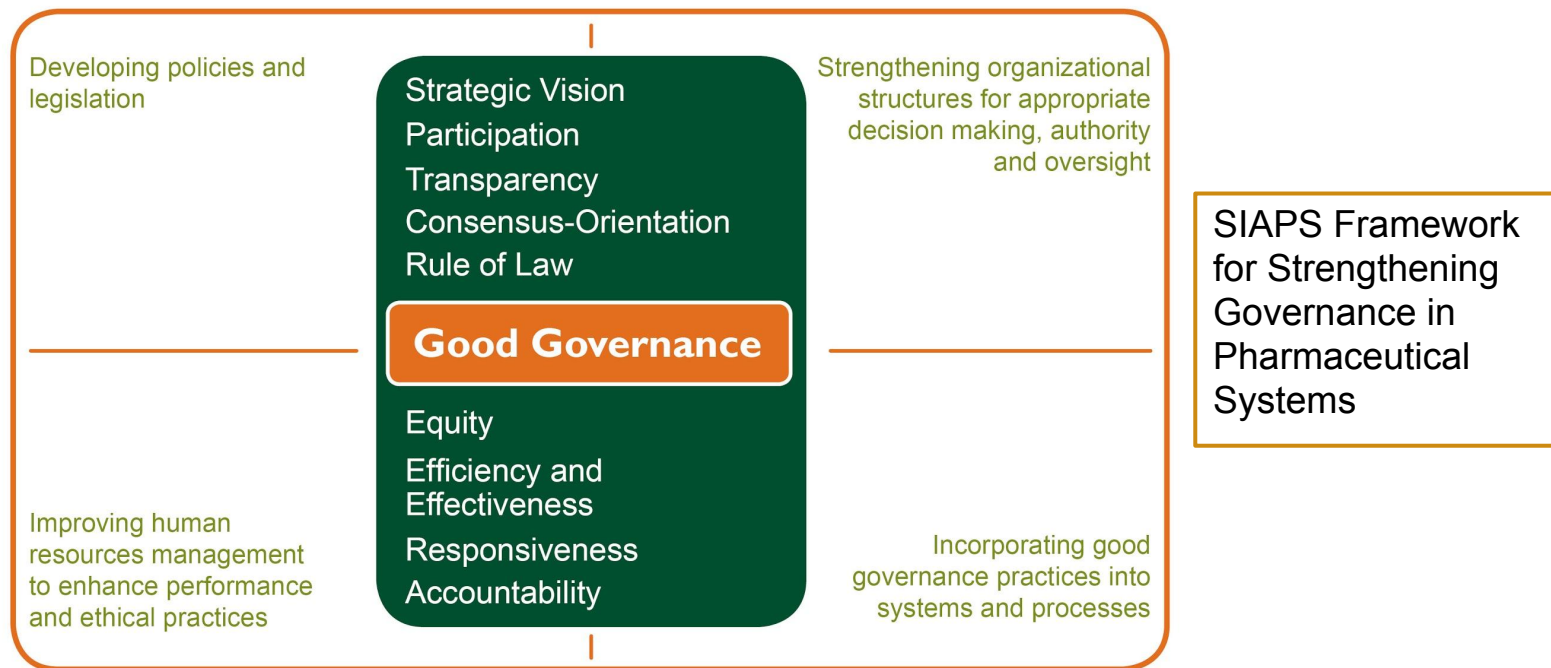 Developing policies and
legislation
Strategic Vision
Participation
Transparency
Consensus-Orientation
Rule of Law
Good Governance
Equity
Efficiency and
Effectiveness
Responsiveness
Accountability
Strengthening organizational
structures for appropriate
decision making, authority
and oversight
Improving human
resources management
to enhance performance
and ethical practices
Incorporating good
governance practices into
systems and processes
SIAPS Framework
for Strengthening
Governance in
Pharmaceutical
Systems